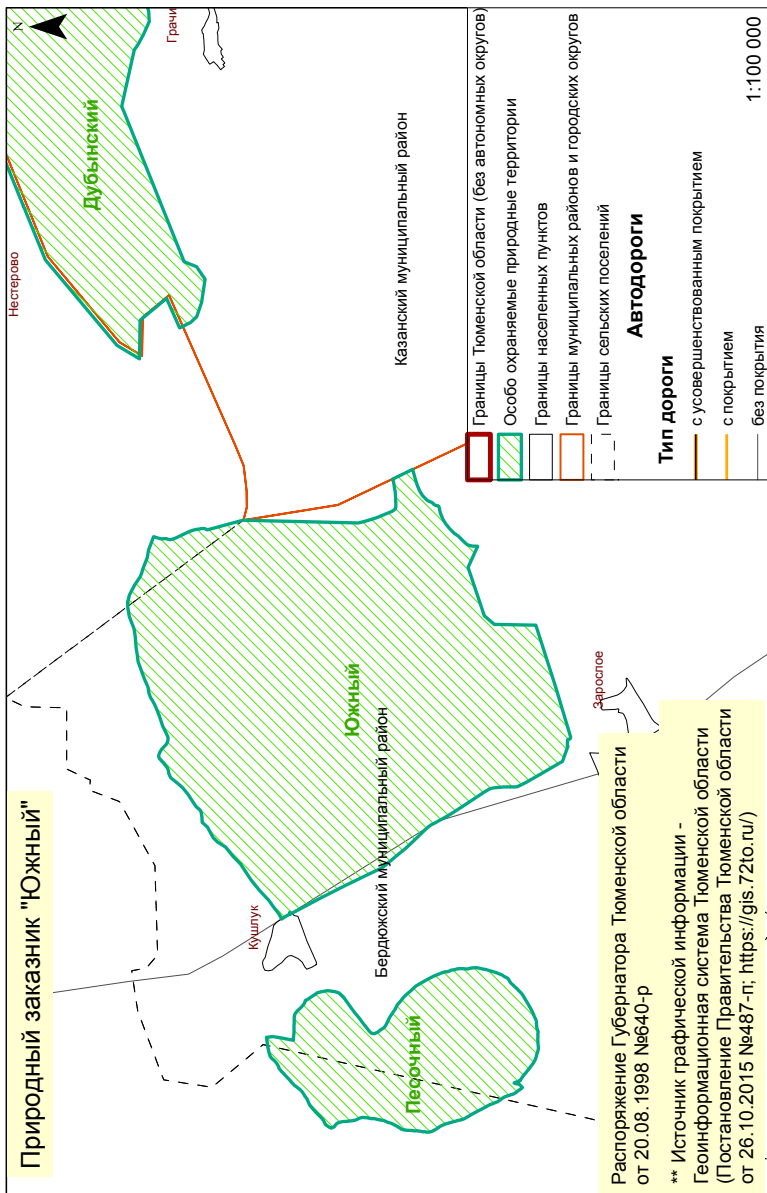 Природный заказник "Южный"
N
Нестерово
Грачи
Дубынский
Казанский муниципальный район
Южный
Кушлук
Бердюжский муниципальный район
Песочный
Зарослое
Распоряжение Губернатора Тюменской области
от 20.08.1998 №640-р
** Источник графической информации -
Геоинформационная система Тюменской области
(Постановление Правительства Тюменской области
от 26.10.2015 №487-п; https://gis.72to.ru/)
Границы Тюменской области (без автономных округов)
Особо охраняемые природные территории
Границы населенных пунктов
Границы муниципальных районов и городских округов
Границы сельских поселений
Автодороги
Тип дороги
с усовершенствованным покрытием
с покрытием
без покрытия
1:100 000